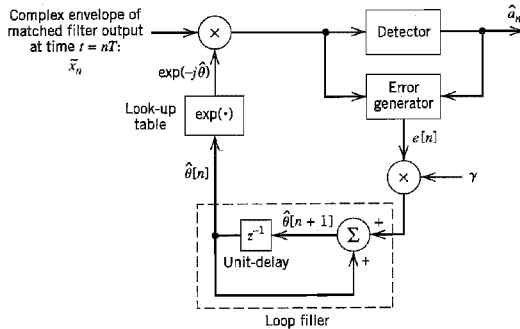 Complex envelope of
matched filter output
at time t = nT:
x̃ₙ
×
Detector
âₙ
exp(−jθ̂)
Error
generator
Look-up
table
exp(•)
e[n]
θ̂[n]
×
γ
θ̂[n + 1]
+
z⁻¹
Σ
Unit-delay
+
Loop filler